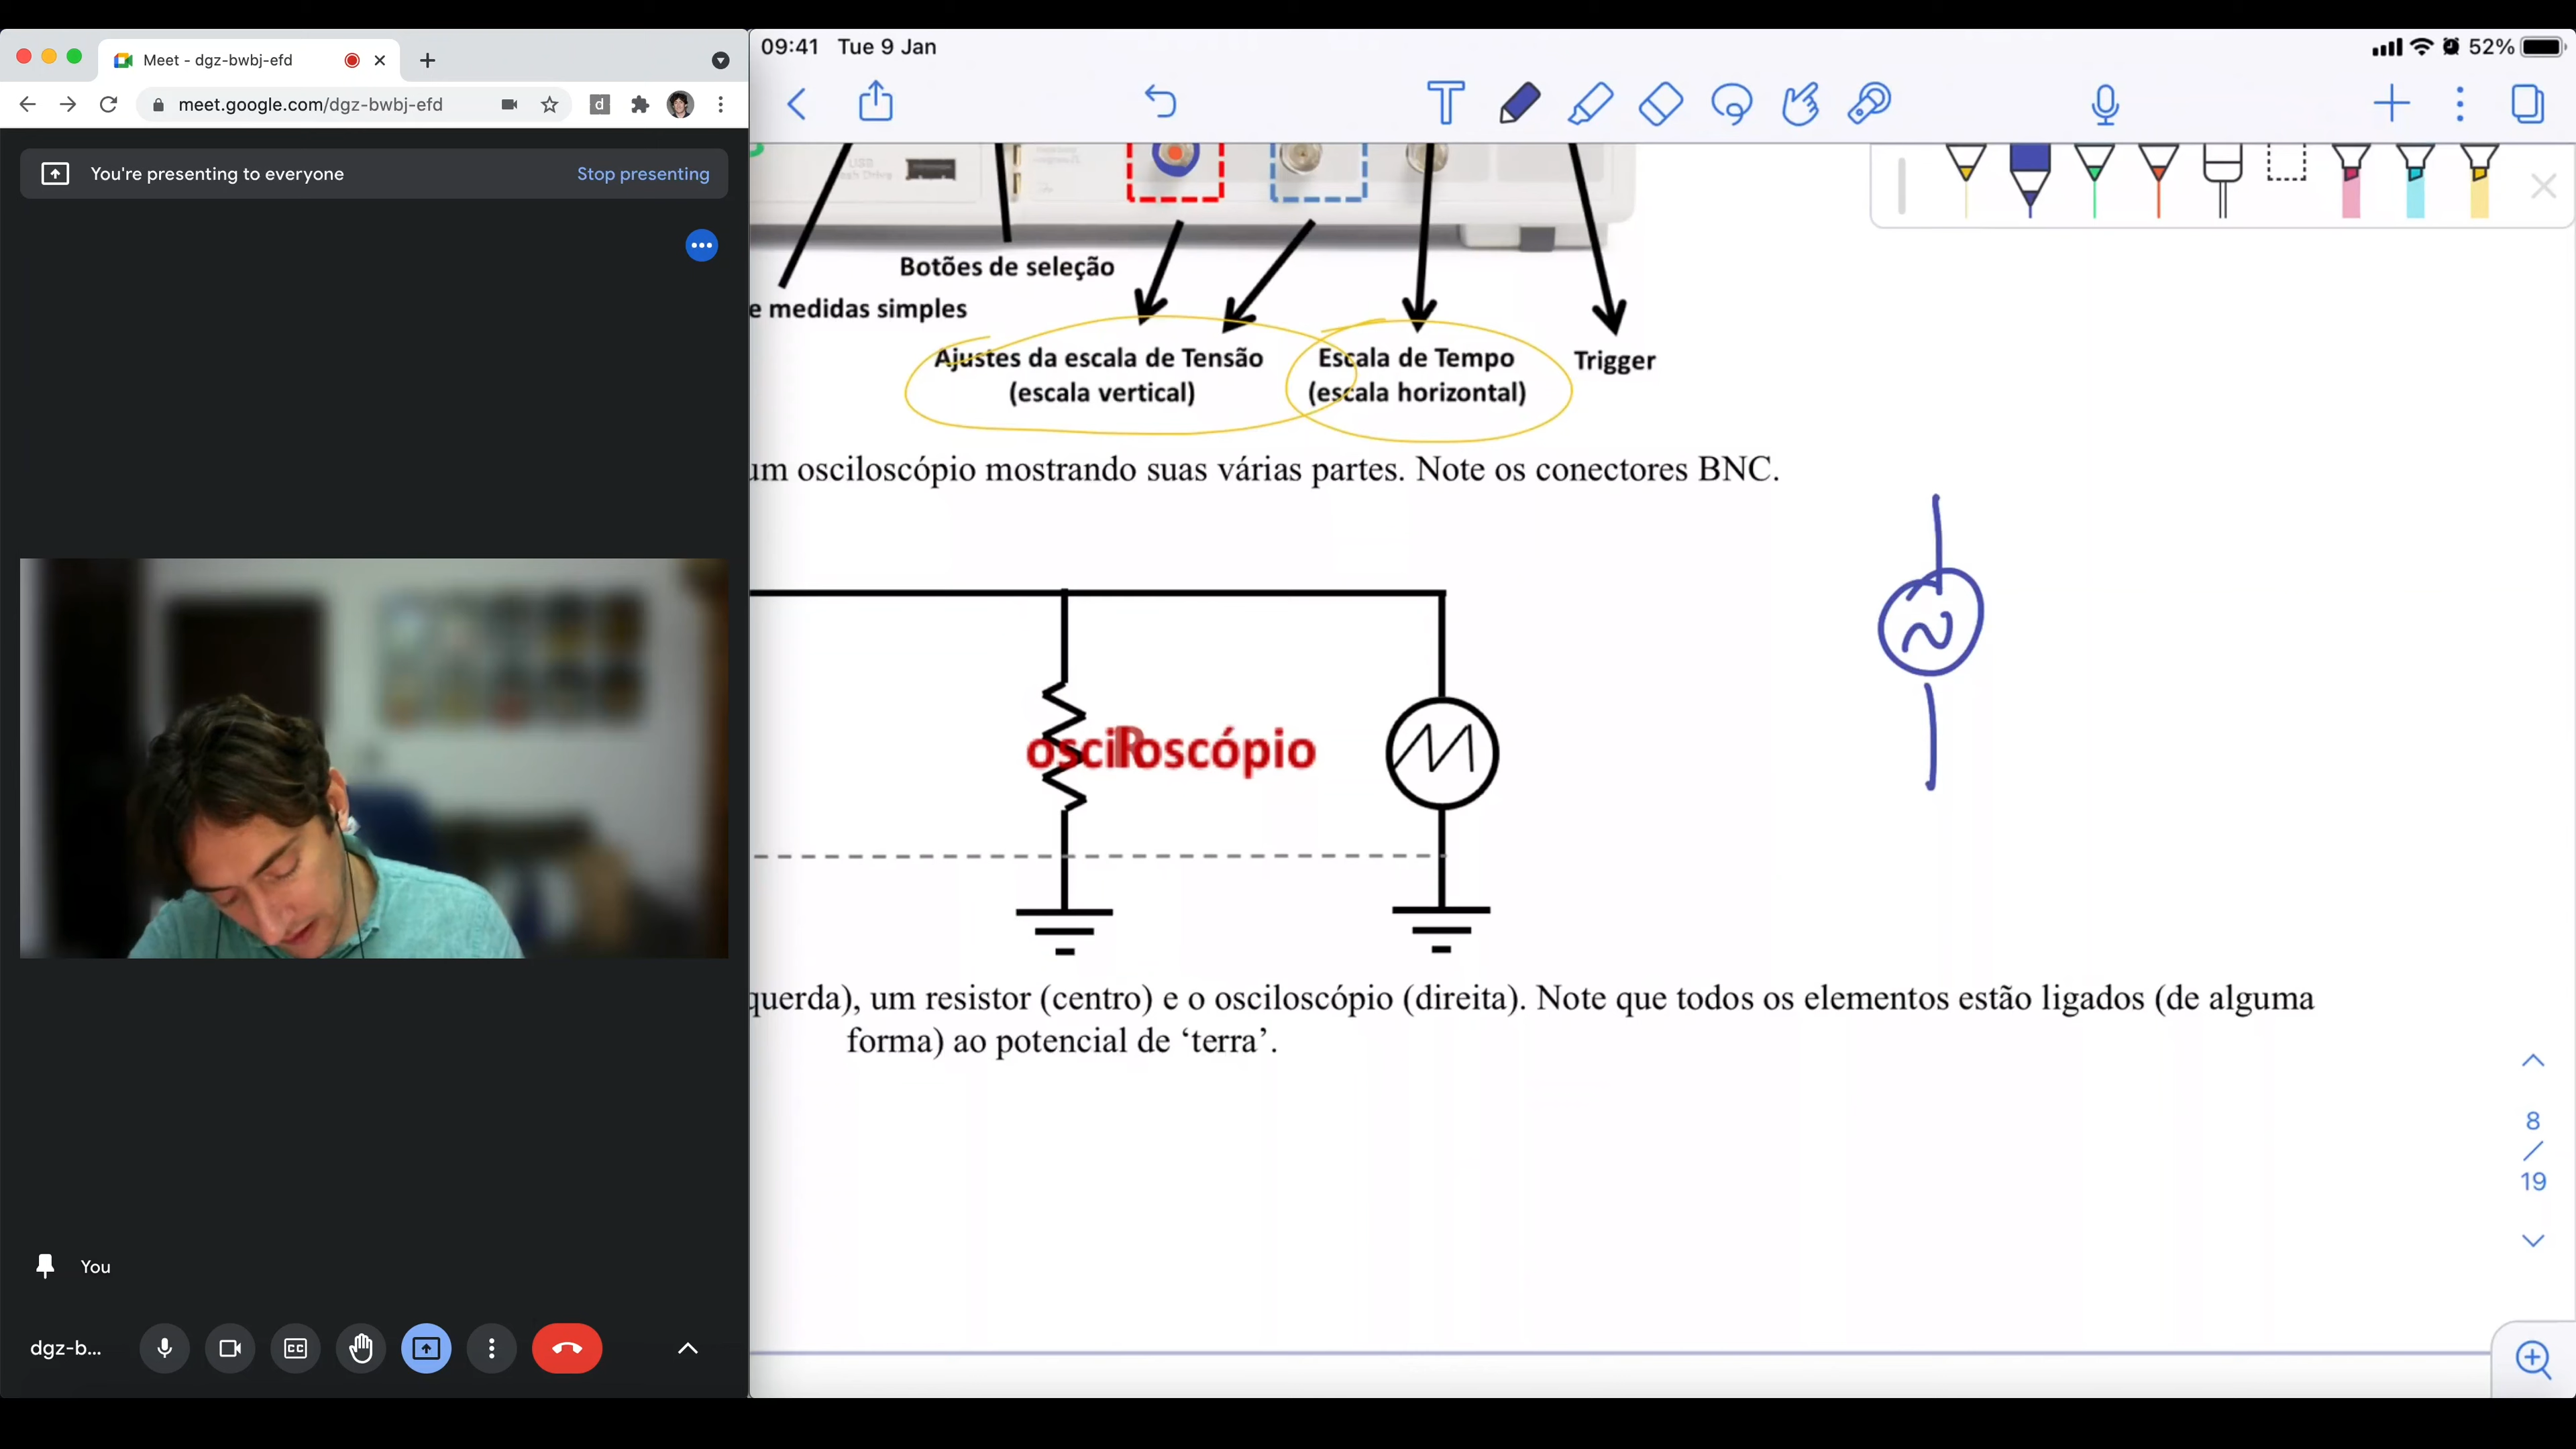 Meet - dgz-bwbj-efd
meet.google.com/dgz-bwbj-efd
d
You're presenting to everyone
Stop presenting
You
dgz-b...
CC
09:41 Tue 9 Jan
52%
T
USB
Botões de seleção
e medidas simples
Ajustes da escala de Tensão
(escala vertical)
Escala de Tempo
(escala horizontal)
Trigger
um osciloscópio mostrando suas várias partes. Note os conectores BNC.
osciloscópio
R
querda), um resistor (centro) e o osciloscópio (direita). Note que todos os elementos estão ligados (de alguma
forma) ao potencial de ‘terra’.
8
/
19